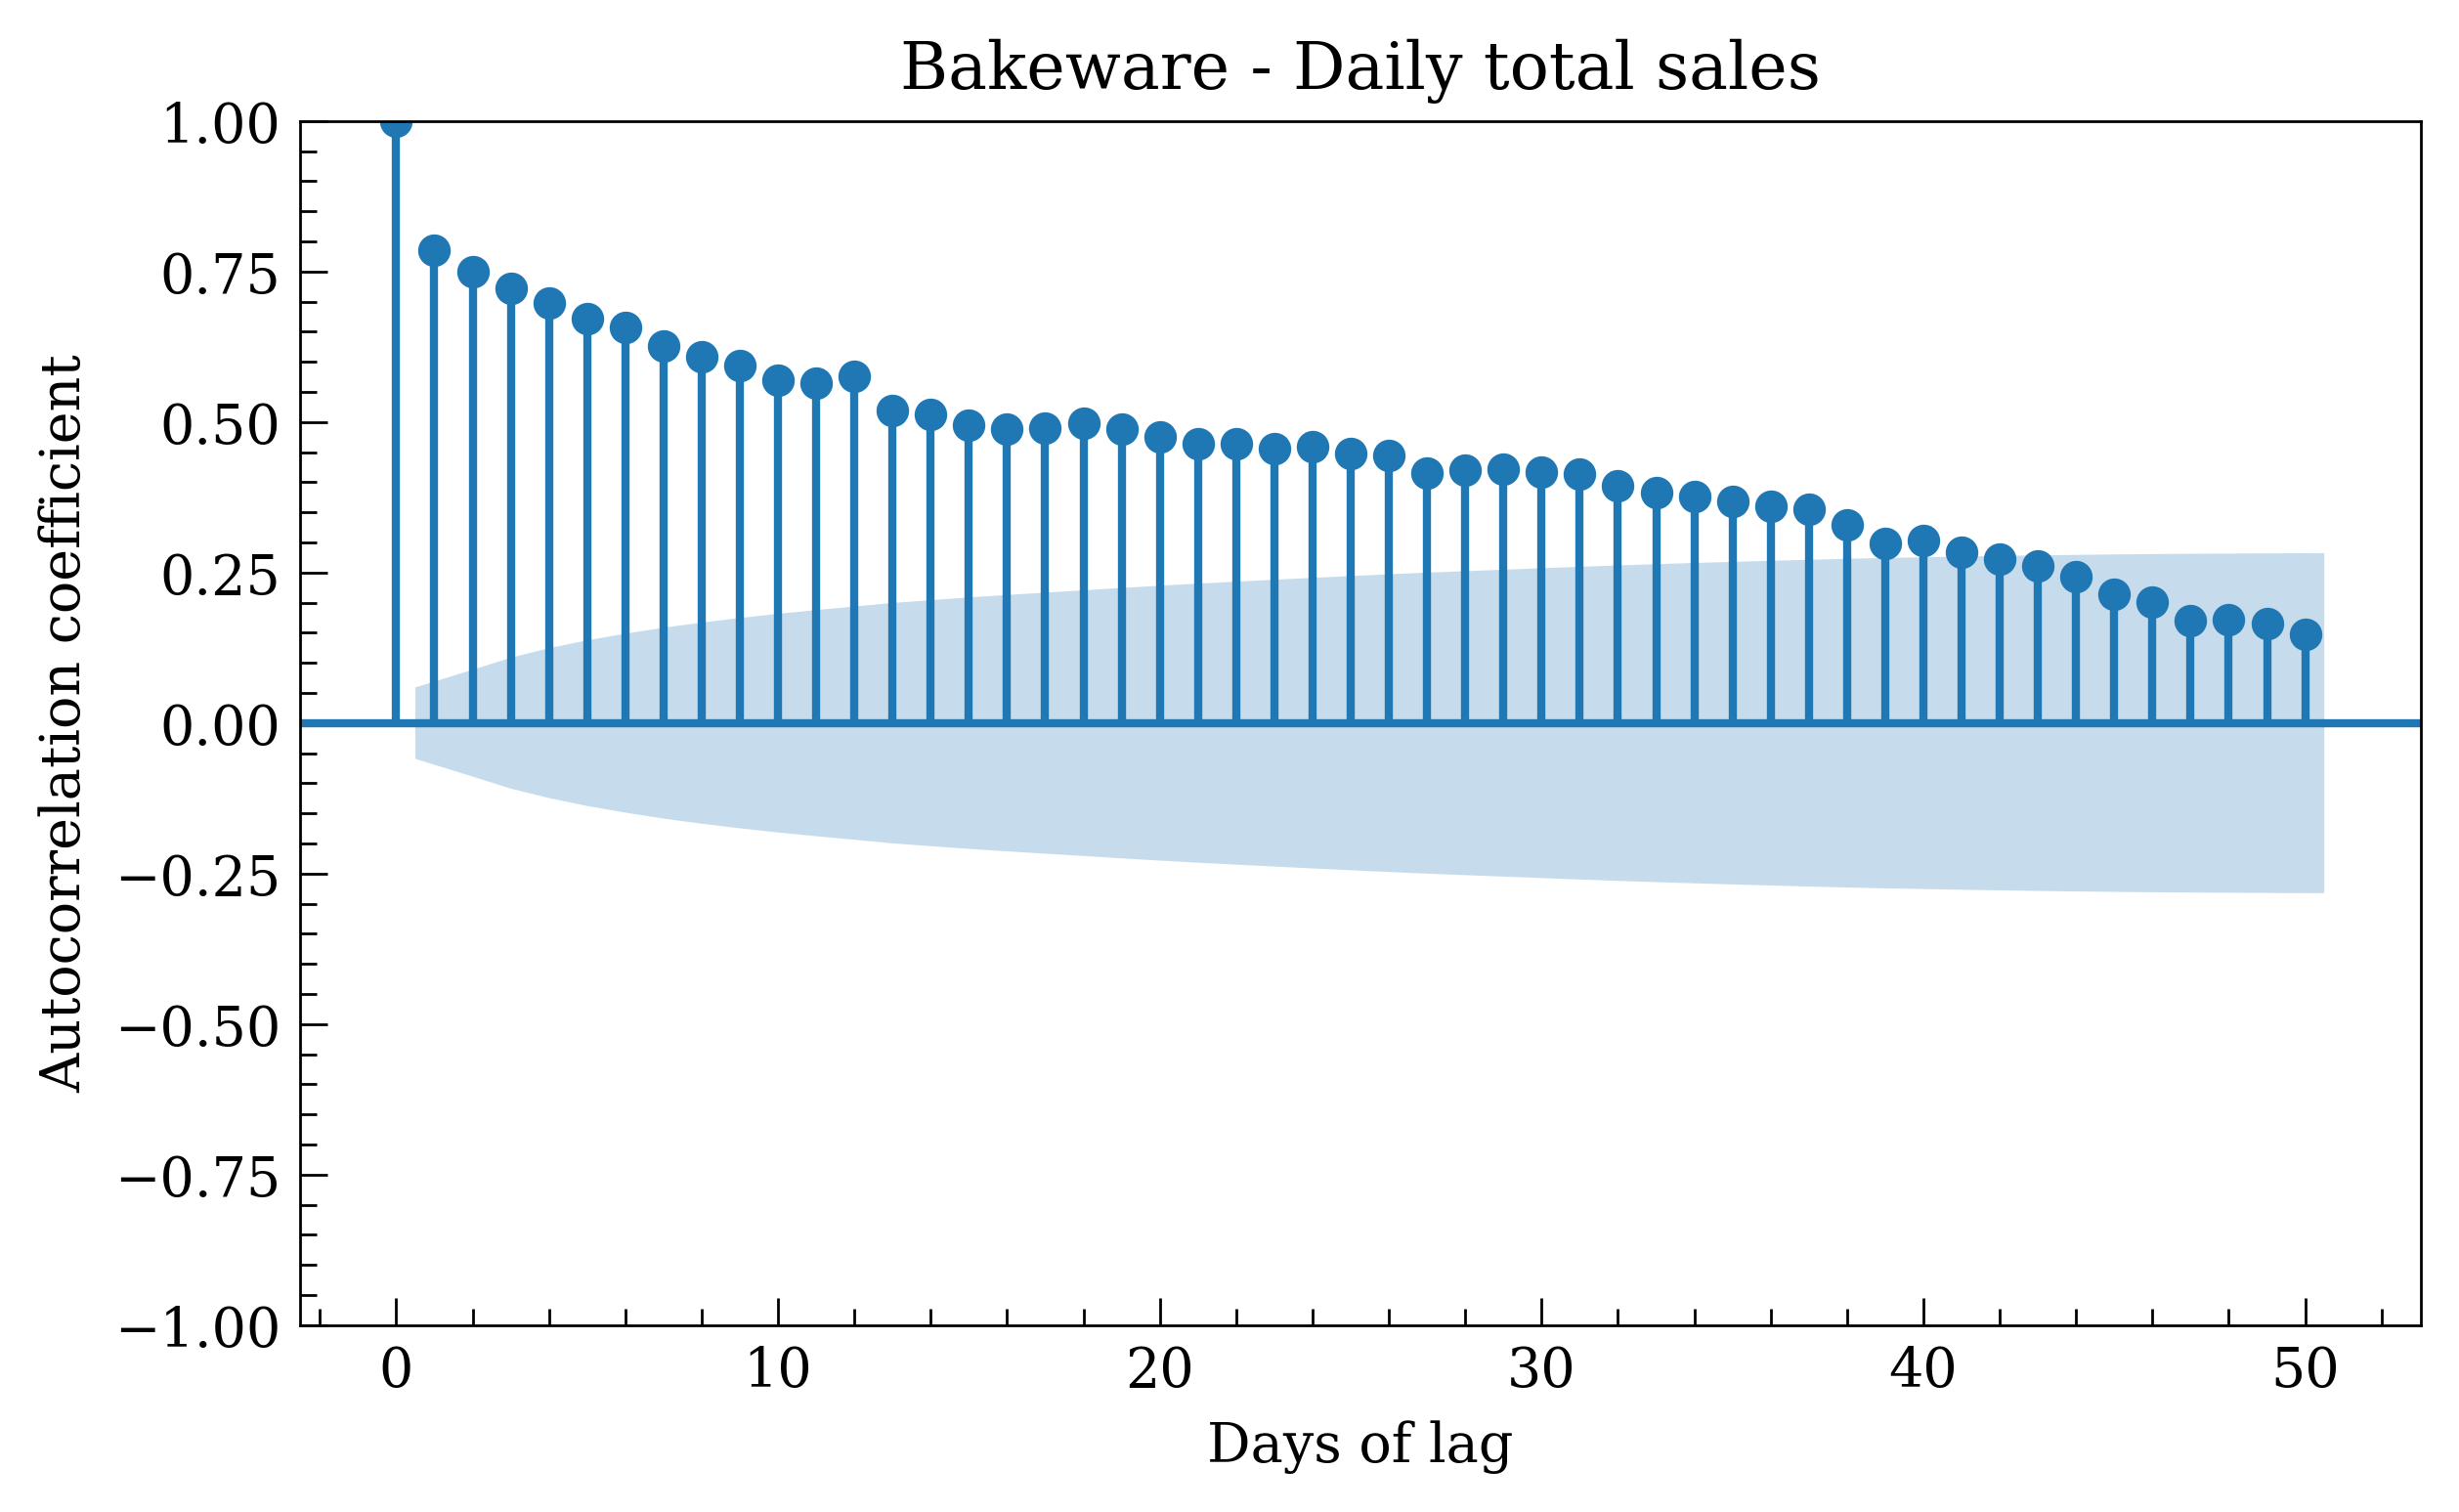 Bakeware - Daily total sales
1.00
0.75
0.50
0.25
0.00
−0.25
−0.50
−0.75
−1.00
Autocorrelation coefficient
0 10 20 30 40 50
Days of lag